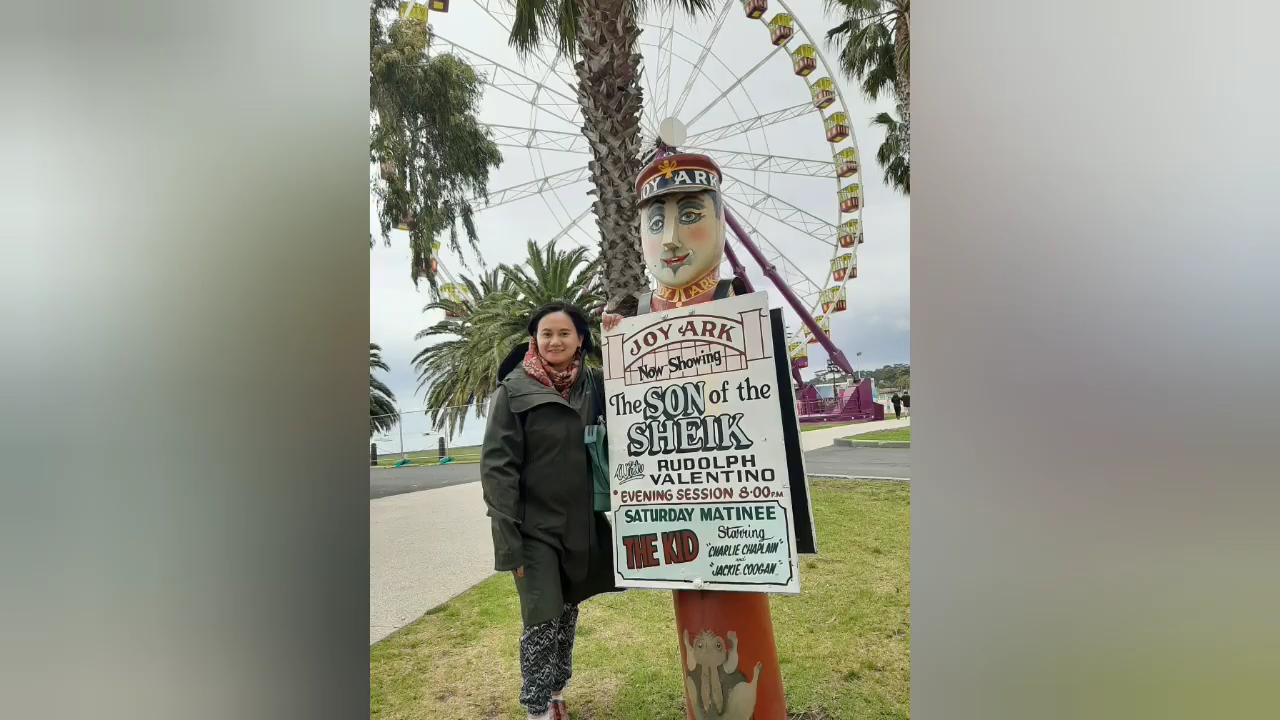 JOY ARK
JOY ARK
JOY ARK
Now Showing
The SON of the
SHEIK
With RUDOLPH
VALENTINO
EVENING SESSION 8·00PM
SATURDAY MATINEE
THE KID Starring
"CHARLIE CHAPLAIN"
and
"JACKIE COOGAN"